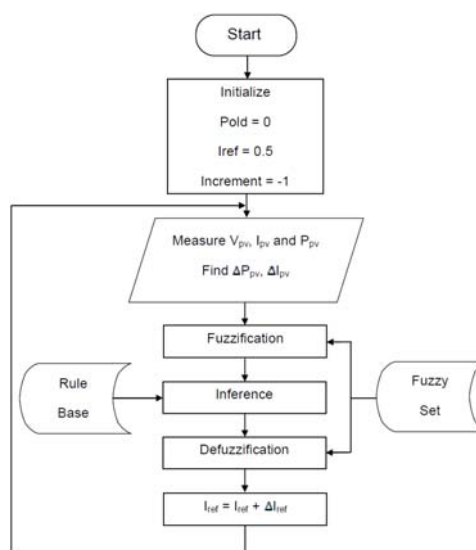 Start
Initialize
Pold = 0
Iref = 0.5
Increment = -1
Measure Vpv, Ipv and Ppv
Find ΔPpv, ΔIpv
Fuzzification
Rule
Base
Inference
Fuzzy
Set
Defuzzification
Iref = Iref + ΔIref